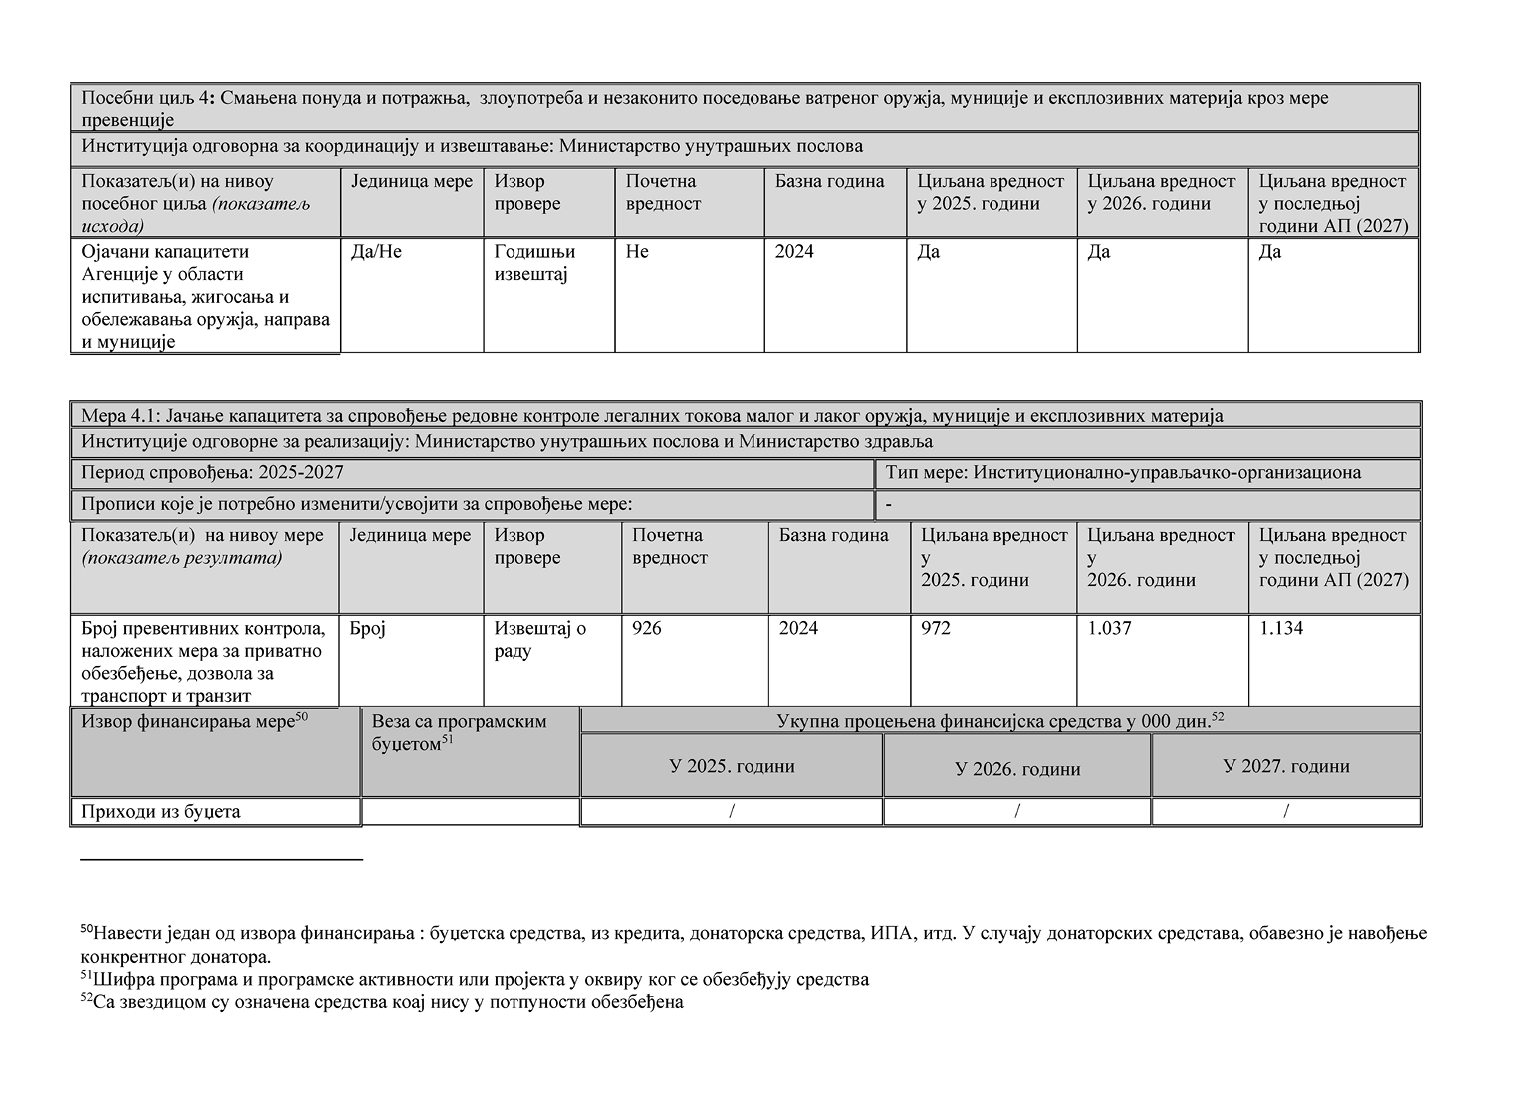 Посебни циљ 4: Смањена понуда и потражња, злоупотреба и незаконито поседовање ватреног оружја, муниције и експлозивних материја кроз мере
превенције
Институција одговорна за координацију и извештавање: Министарство унутрашњих послова
Показатељ(и) на нивоу
посебног циља (показатељ
исхода)
Јединица мере
Извор
провере
Почетна
вредност
Базна година
Циљана вредност
у 2025. години
Циљана вредност
у 2026. години
Циљана вредност
у последњој
години АП (2027)
Ојачани капацитети
Агенције у области
испитивања, жигосања и
обележавања оружја, направа
и муниције
Да/Не
Годишњи
извештај
Не
2024
Да
Да
Да
Мера 4.1: Јачање капацитета за спровођење редовне контроле легалних токова малог и лаког оружја, муниције и експлозивних материја
Институције одговорне за реализацију: Министарство унутрашњих послова и Министарство здравља
Период спровођења: 2025-2027
Тип мере: Институционално-управљачко-организациона
Прописи које је потребно изменити/усвојити за спровођење мере:
-
Показатељ(и) на нивоу мере
(показатељ резултата)
Јединица мере
Извор
провере
Почетна
вредност
Базна година
Циљана вредност
у
2025. години
Циљана вредност
у
2026. години
Циљана вредност
у последњој
години АП (2027)
Број превентивних контрола,
наложених мера за приватно
обезбеђење, дозвола за
транспорт и транзит
Број
Извештај о
раду
926
2024
972
1.037
1.134
Извор финансирања мере50
Веза са програмским
буџетом51
Укупна процењена финансијска средства у 000 дин.52
У 2025. години
У 2026. години
У 2027. години
Приходи из буџета
/
/
/
50Навести један од извора финансирања : буџетска средства, из кредита, донаторска средства, ИПА, итд. У случају донаторских средстава, обавезно је навођење
конкретног донатора.
51Шифра програма и програмске активности или пројекта у оквиру ког се обезбеђују средства
52Са звездицом су означена средства коај нису у потпуности обезбеђена